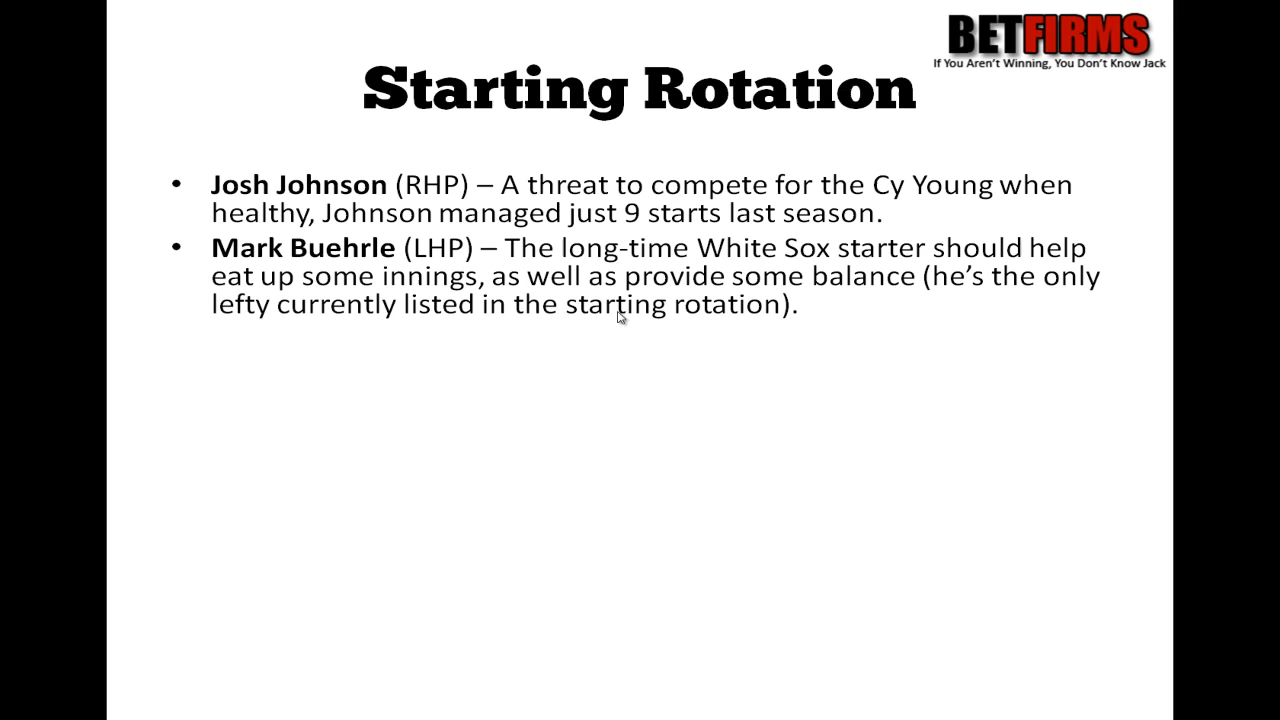 BETFIRMS
If You Aren't Winning, You Don't Know Jack
Starting Rotation
• Josh Johnson (RHP) – A threat to compete for the Cy Young when
healthy, Johnson managed just 9 starts last season.
• Mark Buehrle (LHP) – The long-time White Sox starter should help
eat up some innings, as well as provide some balance (he's the only
lefty currently listed in the starting rotation).